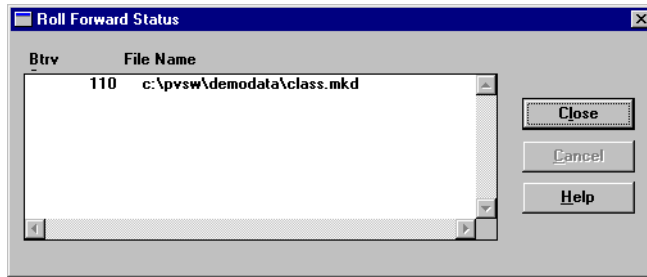 Roll Forward Status
Btrv File Name
110 c:\pvsw\demodata\class.mkd
Close
Cancel
Help